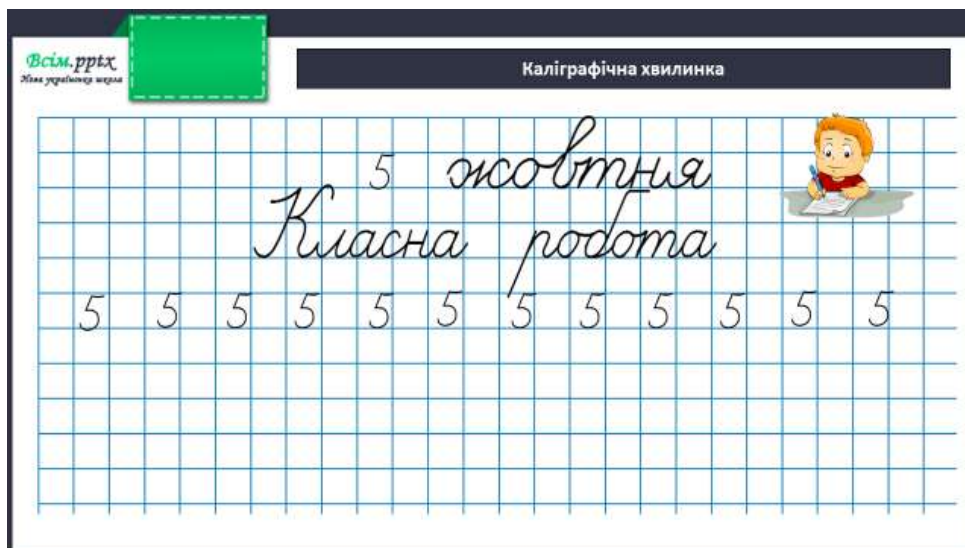 Всім.pptx
Нова українська школа
Каліграфічна хвилинка
5 жовтня
Класна робота
5 5 5 5 5 5 5 5 5 5 5 5